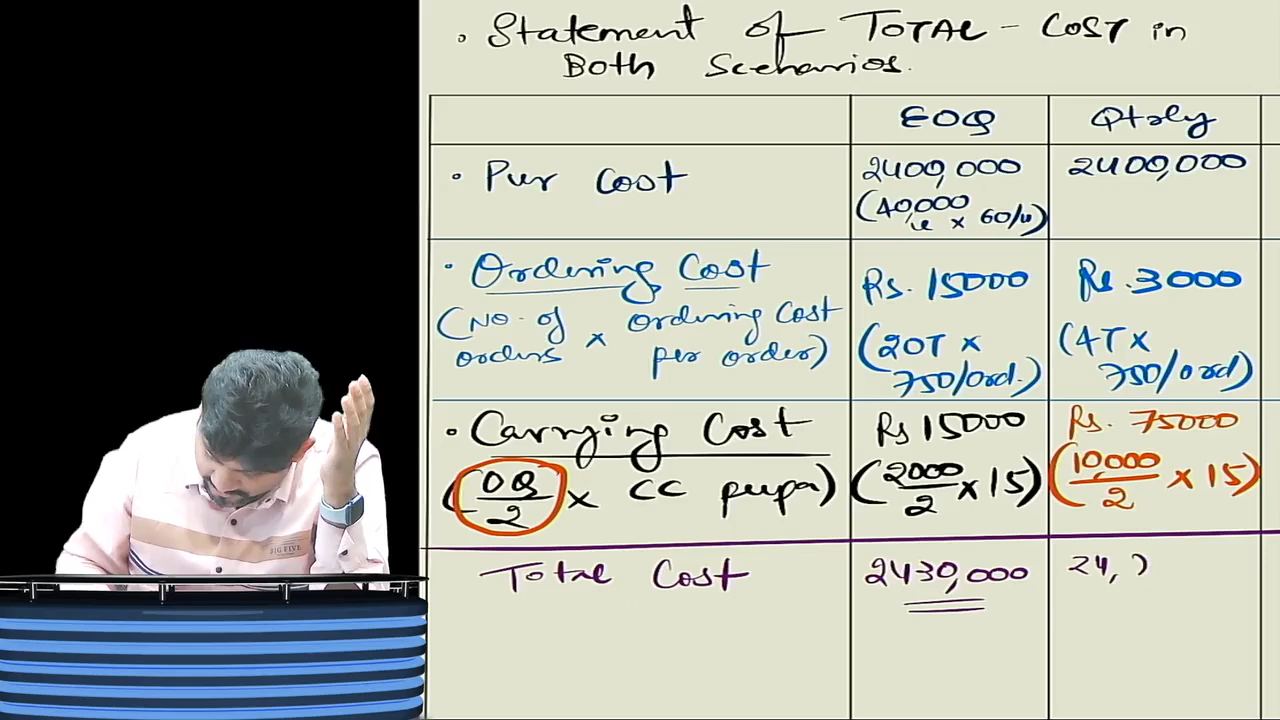 • Statement of TOTAL - COST in
Both Scenarios.
EOQ Qtrly
• Pur cost 2400,000 2400,000
(40,000
u x 60/u)
• Ordering Cost Rs. 15000 Rs. 3000
(No. of orders x ordering cost per order) (20T x 750/ord.) (4T x 750/ord)
• Carrying Cost Rs 15000 Rs. 75000
(OQ/2 x CC pupa) (2000/2 x 15) (10,000/2 x 15)
Total Cost 2430,000 24,
BIG FIVE